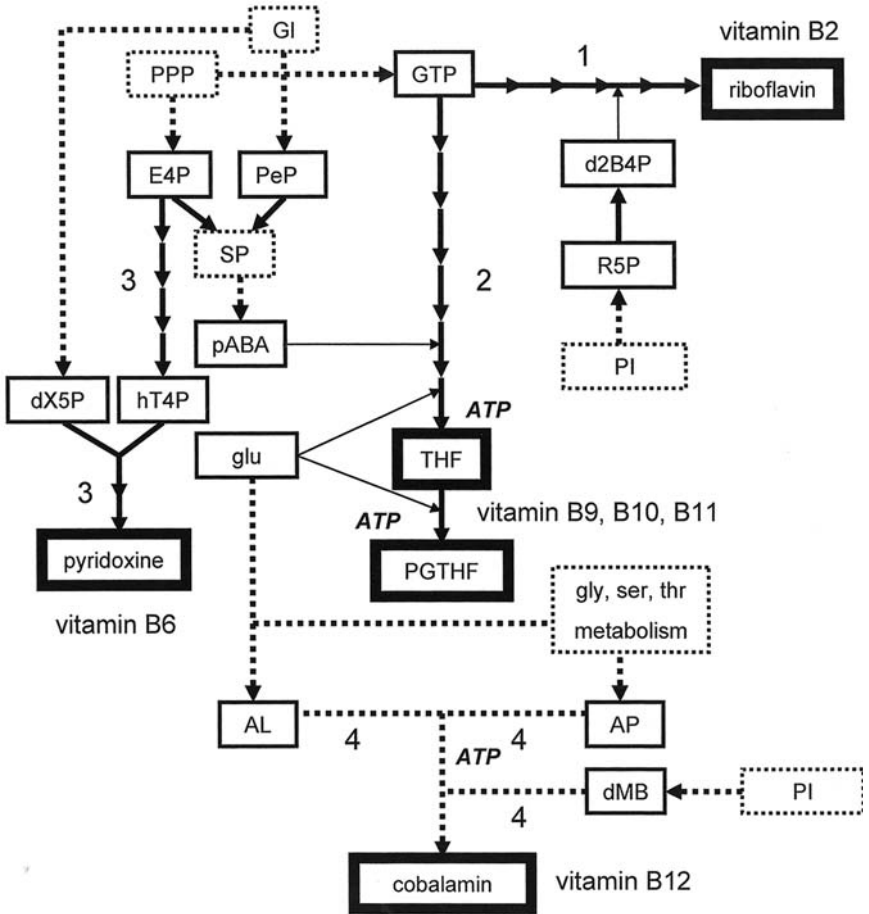 GI
vitamin B2
1
PPP
GTP
riboflavin
E4P
PeP
d2B4P
SP
3
2
R5P
pABA
PI
dX5P
hT4P
ATP
glu
THF
3
ATP
vitamin B9, B10, B11
pyridoxine
PGTHF
gly, ser, thr
metabolism
vitamin B6
AL
AP
4
4
ATP
dMB
PI
4
cobalamin
vitamin B12